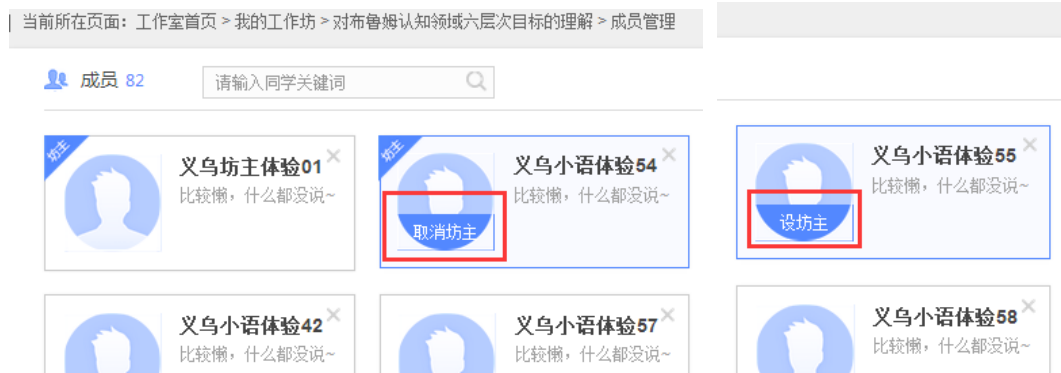 当前所在页面：工作室首页 > 我的工作坊 > 对布鲁姆认知领域六层次目标的理解 > 成员管理
成员 82
请输入同学关键词
坊主
义乌坊主体验01
比较懒，什么都没说~
坊主
义乌小语体验54
比较懒，什么都没说~
取消坊主
义乌小语体验55
比较懒，什么都没说~
设坊主
义乌小语体验42
比较懒，什么都没说~
义乌小语体验57
比较懒，什么都没说~
义乌小语体验58
比较懒，什么都没说~